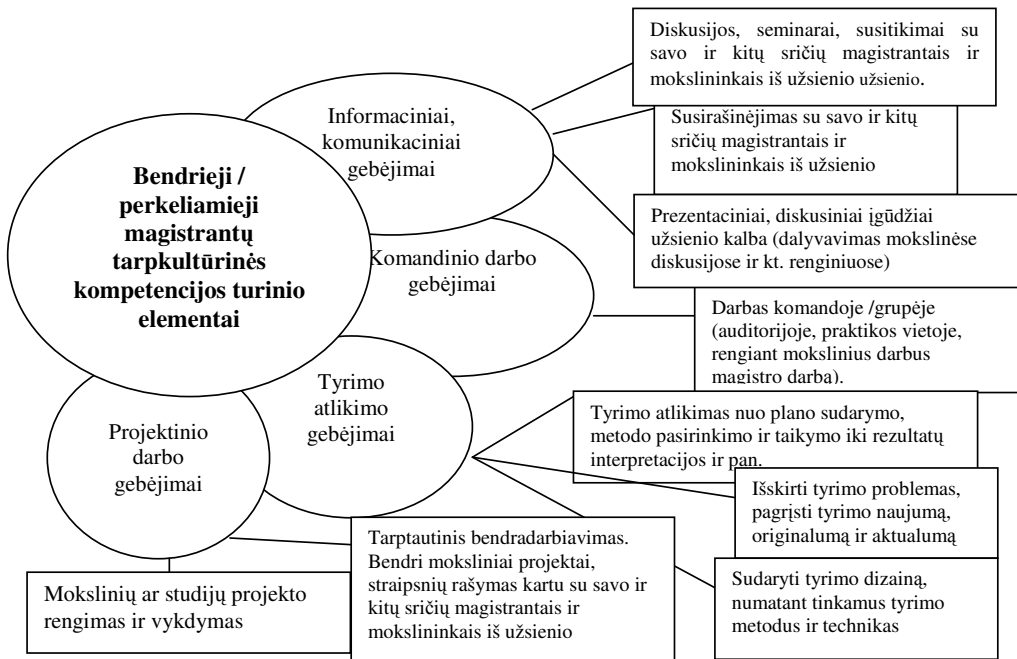 Bendrieji /
perkeliamieji
magistrantų
tarpkultūrinės
kompetencijos turinio
elementai
Informaciniai,
komunikaciniai
gebėjimai
Diskusijos, seminarai, susitikimai su
savo ir kitų sričių magistrantais ir
mokslininkais iš užsienio užsienio.
Susirašinėjimas su savo ir kitų
sričių magistrantais ir
mokslininkais iš užsienio
Prezentaciniai, diskusiniai įgūdžiai
užsienio kalba (dalyvavimas mokslinėse
diskusijose ir kt. renginiuose)
Komandinio darbo
gebėjimai
Darbas komandoje /grupėje
(auditorijoje, praktikos vietoje,
rengiant mokslinius darbus
magistro darbą).
Tyrimo
atlikimo
gebėjimai
Tyrimo atlikimas nuo plano sudarymo,
metodo pasirinkimo ir taikymo iki rezultatų
interpretacijos ir pan.
Išskirti tyrimo problemas,
pagrįsti tyrimo naujumą,
originalumą ir aktualumą
Sudaryti tyrimo dizainą,
numatant tinkamus tyrimo
metodus ir technikas
Projektinio
darbo
gebėjimai
Tarptautinis bendradarbiavimas.
Bendri moksliniai projektai,
straipsnių rašymas kartu su savo ir
kitų sričių magistrantais ir
mokslininkais iš užsienio
Mokslinių ar studijų projekto
rengimas ir vykdymas